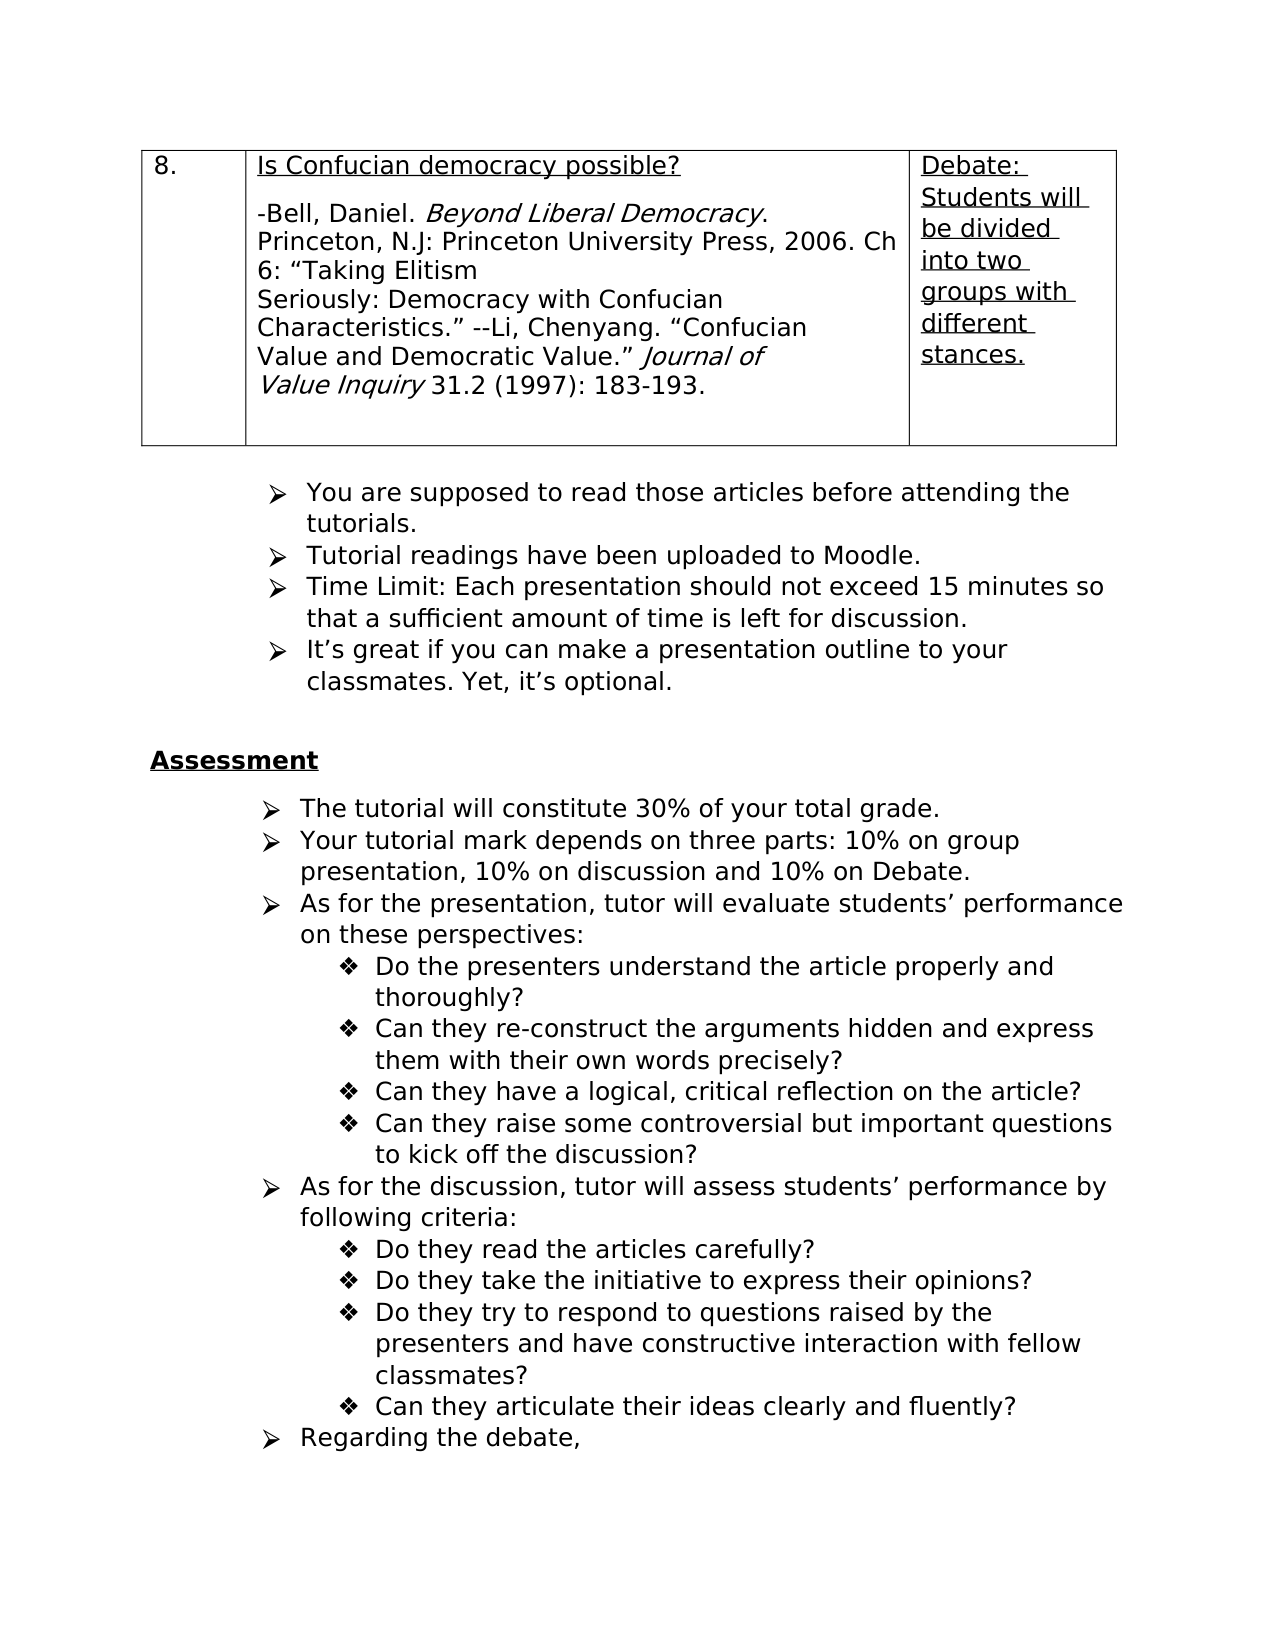 8.
Is Confucian democracy possible?
-Bell, Daniel. Beyond Liberal Democracy.
Princeton, N.J: Princeton University Press, 2006. Ch
6: “Taking Elitism
Seriously: Democracy with Confucian
Characteristics.” --Li, Chenyang. “Confucian
Value and Democratic Value.” Journal of
Value Inquiry 31.2 (1997): 183-193.
Debate:
Students will
be divided
into two
groups with
different
stances.
➢ You are supposed to read those articles before attending the
tutorials.
➢ Tutorial readings have been uploaded to Moodle.
➢ Time Limit: Each presentation should not exceed 15 minutes so
that a sufficient amount of time is left for discussion.
➢ It’s great if you can make a presentation outline to your
classmates. Yet, it’s optional.
Assessment
➢ The tutorial will constitute 30% of your total grade.
➢ Your tutorial mark depends on three parts: 10% on group
presentation, 10% on discussion and 10% on Debate.
➢ As for the presentation, tutor will evaluate students’ performance
on these perspectives:
❖ Do the presenters understand the article properly and
thoroughly?
❖ Can they re-construct the arguments hidden and express
them with their own words precisely?
❖ Can they have a logical, critical reflection on the article?
❖ Can they raise some controversial but important questions
to kick off the discussion?
➢ As for the discussion, tutor will assess students’ performance by
following criteria:
❖ Do they read the articles carefully?
❖ Do they take the initiative to express their opinions?
❖ Do they try to respond to questions raised by the
presenters and have constructive interaction with fellow
classmates?
❖ Can they articulate their ideas clearly and fluently?
➢ Regarding the debate,